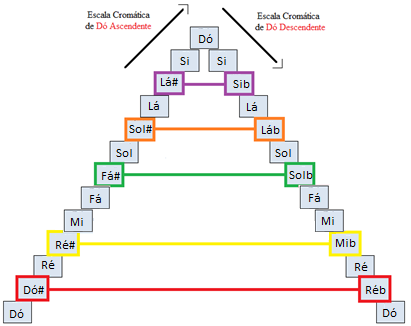 Escala Cromática
de Dó Ascendente
Escala Cromática
de Dó Descendente
Dó
Si Si
Lá# Sib
Lá Lá
Sol# Láb
Sol Sol
Fá# Solb
Fá Fá
Mi Mi
Ré# Mib
Ré Ré
Dó# Réb
Dó Dó